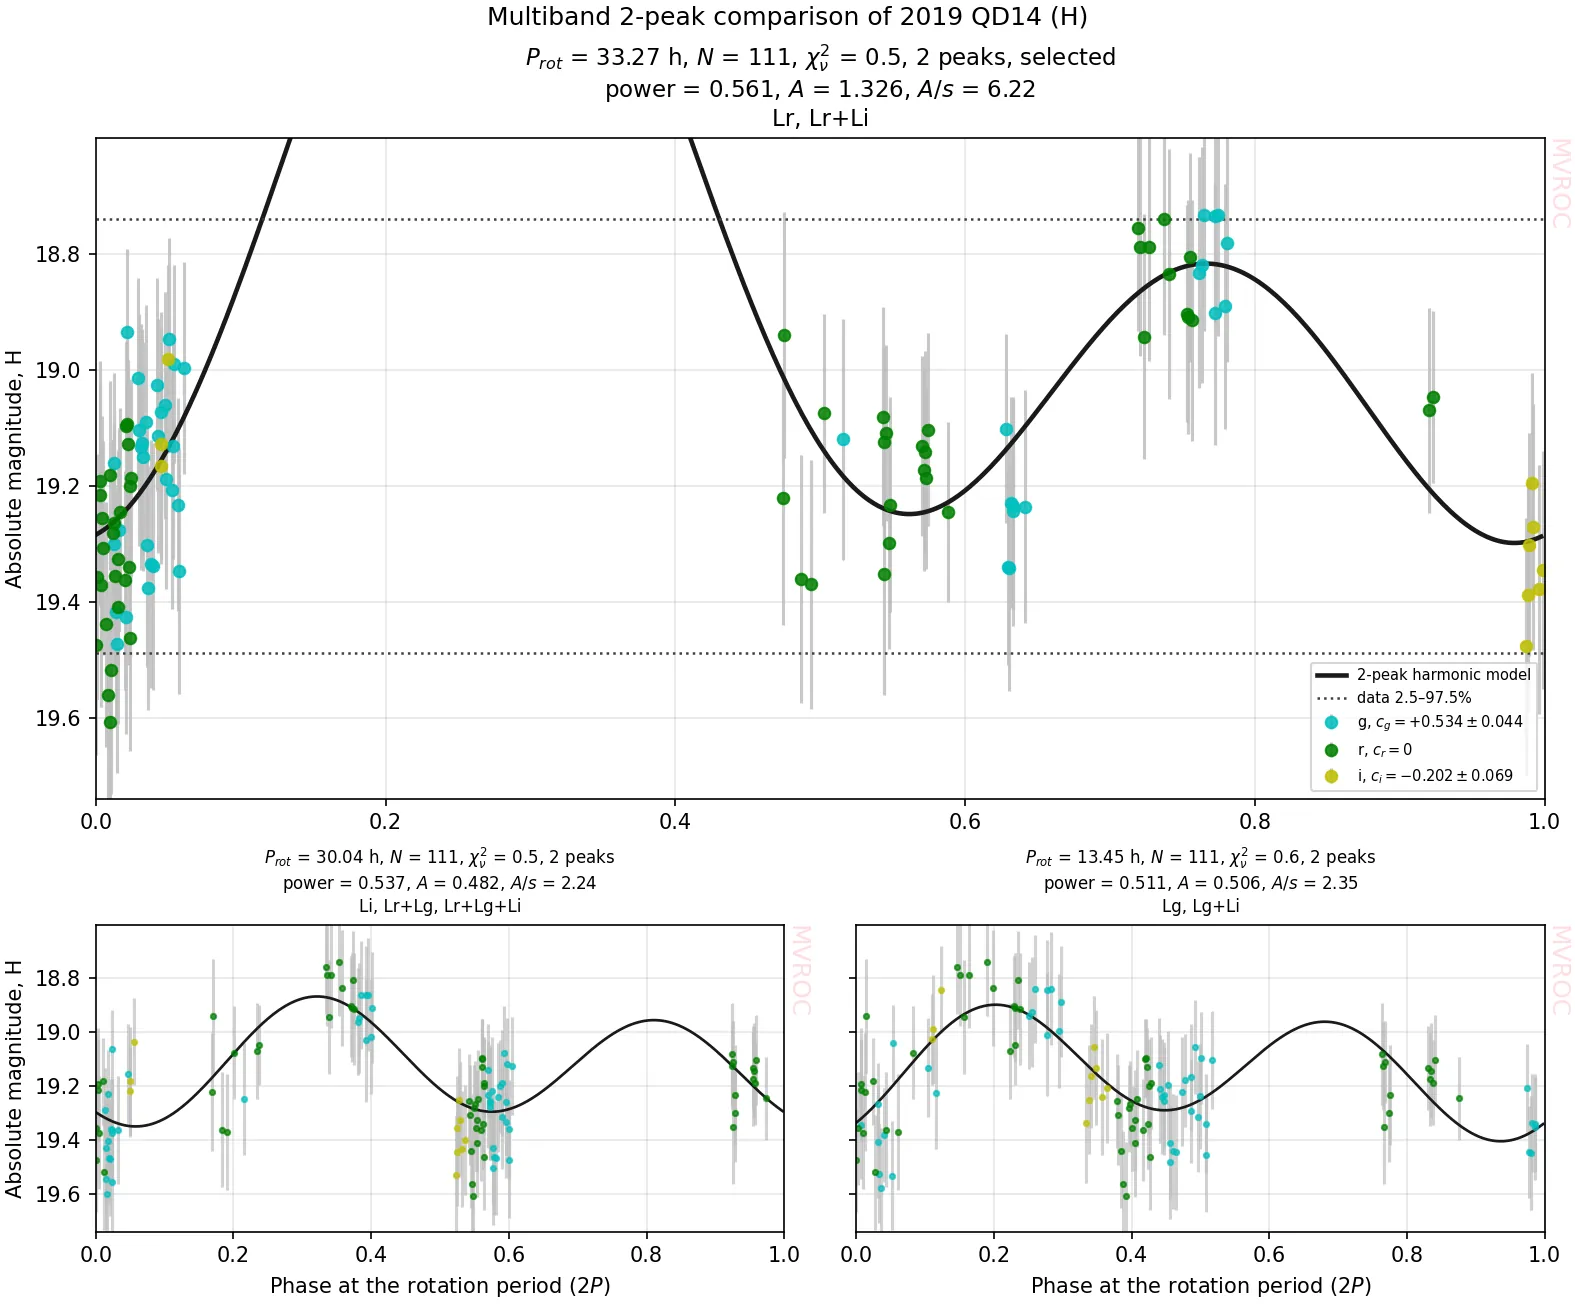 Multiband 2-peak comparison of 2019 QD14 (H)
P_rot = 33.27 h, N = 111, χ²_ν = 0.5, 2 peaks, selected
power = 0.561, A = 1.326, A/s = 6.22
Lr, Lr+Li
MVROC
Absolute magnitude, H
18.8
19.0
19.2
19.4
19.6
2-peak harmonic model
data 2.5–97.5%
g, c_g = +0.534 ± 0.044
r, c_r = 0
i, c_i = −0.202 ± 0.069
0.0 0.2 0.4 0.6 0.8 1.0
P_rot = 30.04 h, N = 111, χ²_ν = 0.5, 2 peaks
power = 0.537, A = 0.482, A/s = 2.24
Li, Lr+Lg, Lr+Lg+Li
MVROC
Absolute magnitude, H
18.8
19.0
19.2
19.4
19.6
0.0 0.2 0.4 0.6 0.8 1.0
Phase at the rotation period (2P)
P_rot = 13.45 h, N = 111, χ²_ν = 0.6, 2 peaks
power = 0.511, A = 0.506, A/s = 2.35
Lg, Lg+Li
MVROC
0.0 0.2 0.4 0.6 0.8 1.0
Phase at the rotation period (2P)